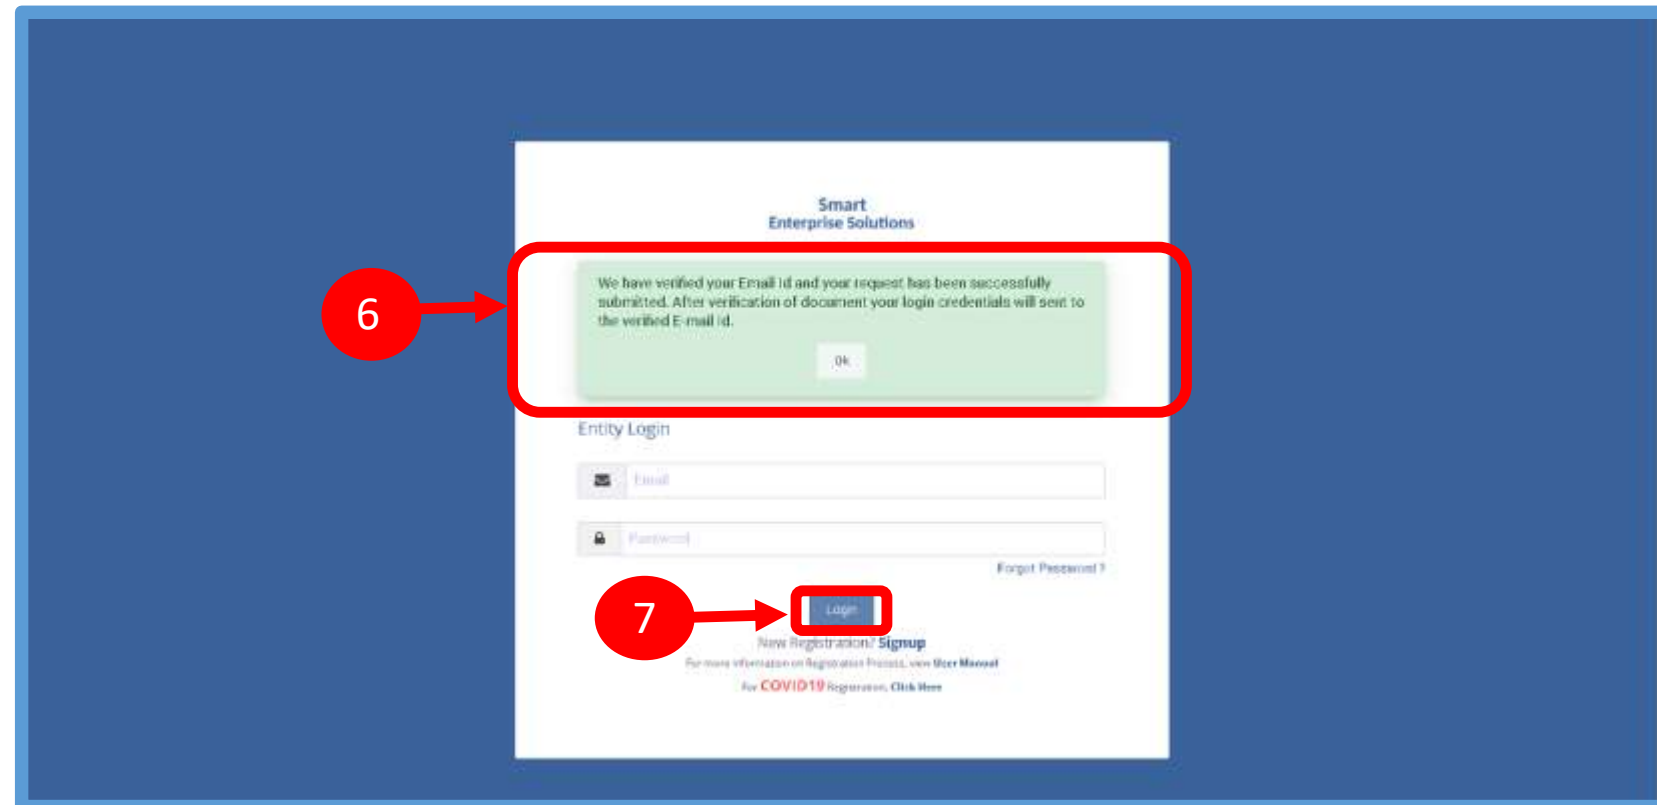 Smart
Enterprise Solutions
6
We have verified your Email Id and your request has been successfully
submitted. After verification of document your login credentials will sent to
the verified E-mail id.
Ok
Entity Login
Email
Password
Forgot Password ?
7
Login
New Registration? Signup
For more information on Registration Process, view User Manual
For COVID19 Registration, Click Here